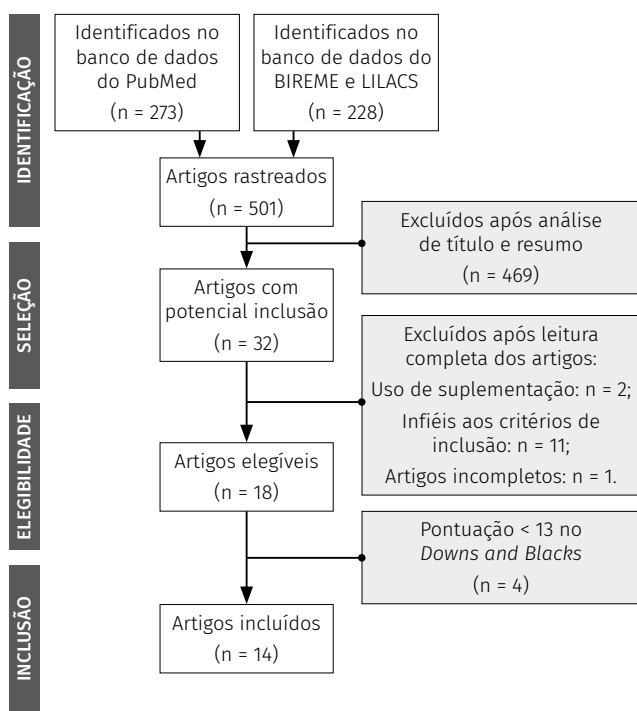 IDENTIFICAÇÃO
Identificados no
banco de dados
do PubMed
(n = 273)
Identificados no
banco de dados do
BIREME e LILACS
(n = 228)
Artigos rastreados
(n = 501)
Excluídos após análise
de título e resumo
(n = 469)
SELEÇÃO
Artigos com
potencial inclusão
(n = 32)
Excluídos após leitura
completa dos artigos:
Uso de suplementação: n = 2;
Infiéis aos critérios de
inclusão: n = 11;
Artigos incompletos: n = 1.
ELEGIBILIDADE
Artigos elegíveis
(n = 18)
Pontuação < 13 no
Downs and Blacks
(n = 4)
INCLUSÃO
Artigos incluídos
(n = 14)